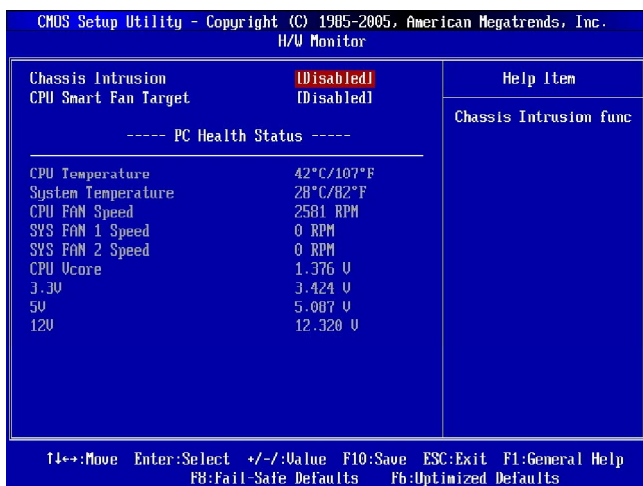 CMOS Setup Utility - Copyright (C) 1985-2005, American Megatrends, Inc.
H/W Monitor
Chassis Intrusion [Disabled]
CPU Smart Fan Target [Disabled]
----- PC Health Status -----
CPU Temperature 42°C/107°F
System Temperature 28°C/82°F
CPU FAN Speed 2581 RPM
SYS FAN 1 Speed 0 RPM
SYS FAN 2 Speed 0 RPM
CPU Vcore 1.376 V
3.3V 3.424 V
5V 5.087 V
12V 12.320 V
Help Item
Chassis Intrusion func
↑↓←→:Move Enter:Select +/-/:Value F10:Save ESC:Exit F1:General Help
F8:Fail-Safe Defaults F6:Optimized Defaults